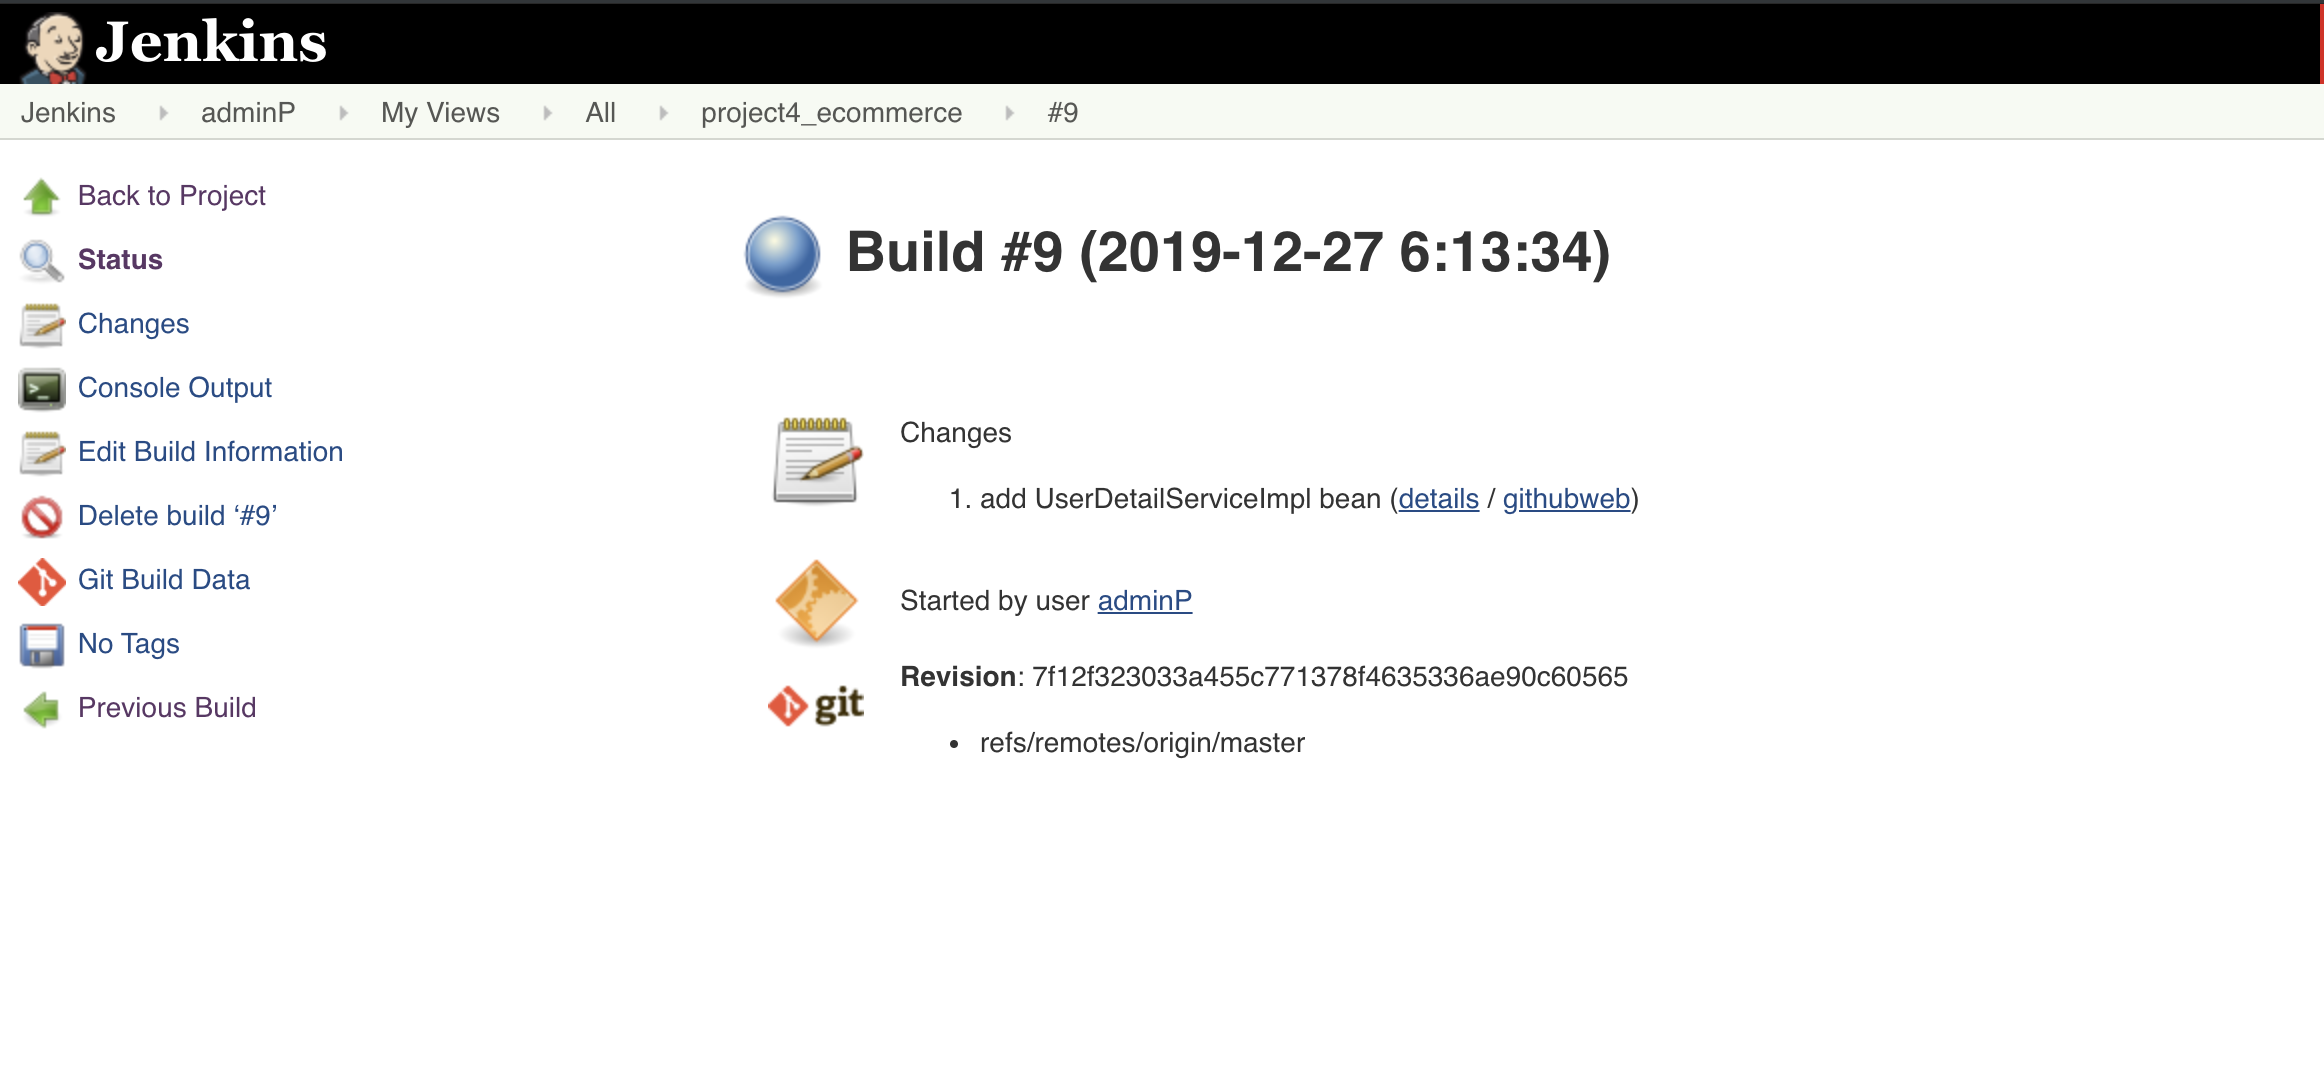 Jenkins
Jenkins adminP My Views All project4_ecommerce #9
Back to Project
Status
Changes
Console Output
Edit Build Information
Delete build ‘#9’
Git Build Data
No Tags
Previous Build
Build #9 (2019-12-27 6:13:34)
Changes
1. add UserDetailServiceImpl bean (details / githubweb)
Started by user adminP
git
Revision: 7f12f323033a455c771378f4635336ae90c60565
• refs/remotes/origin/master